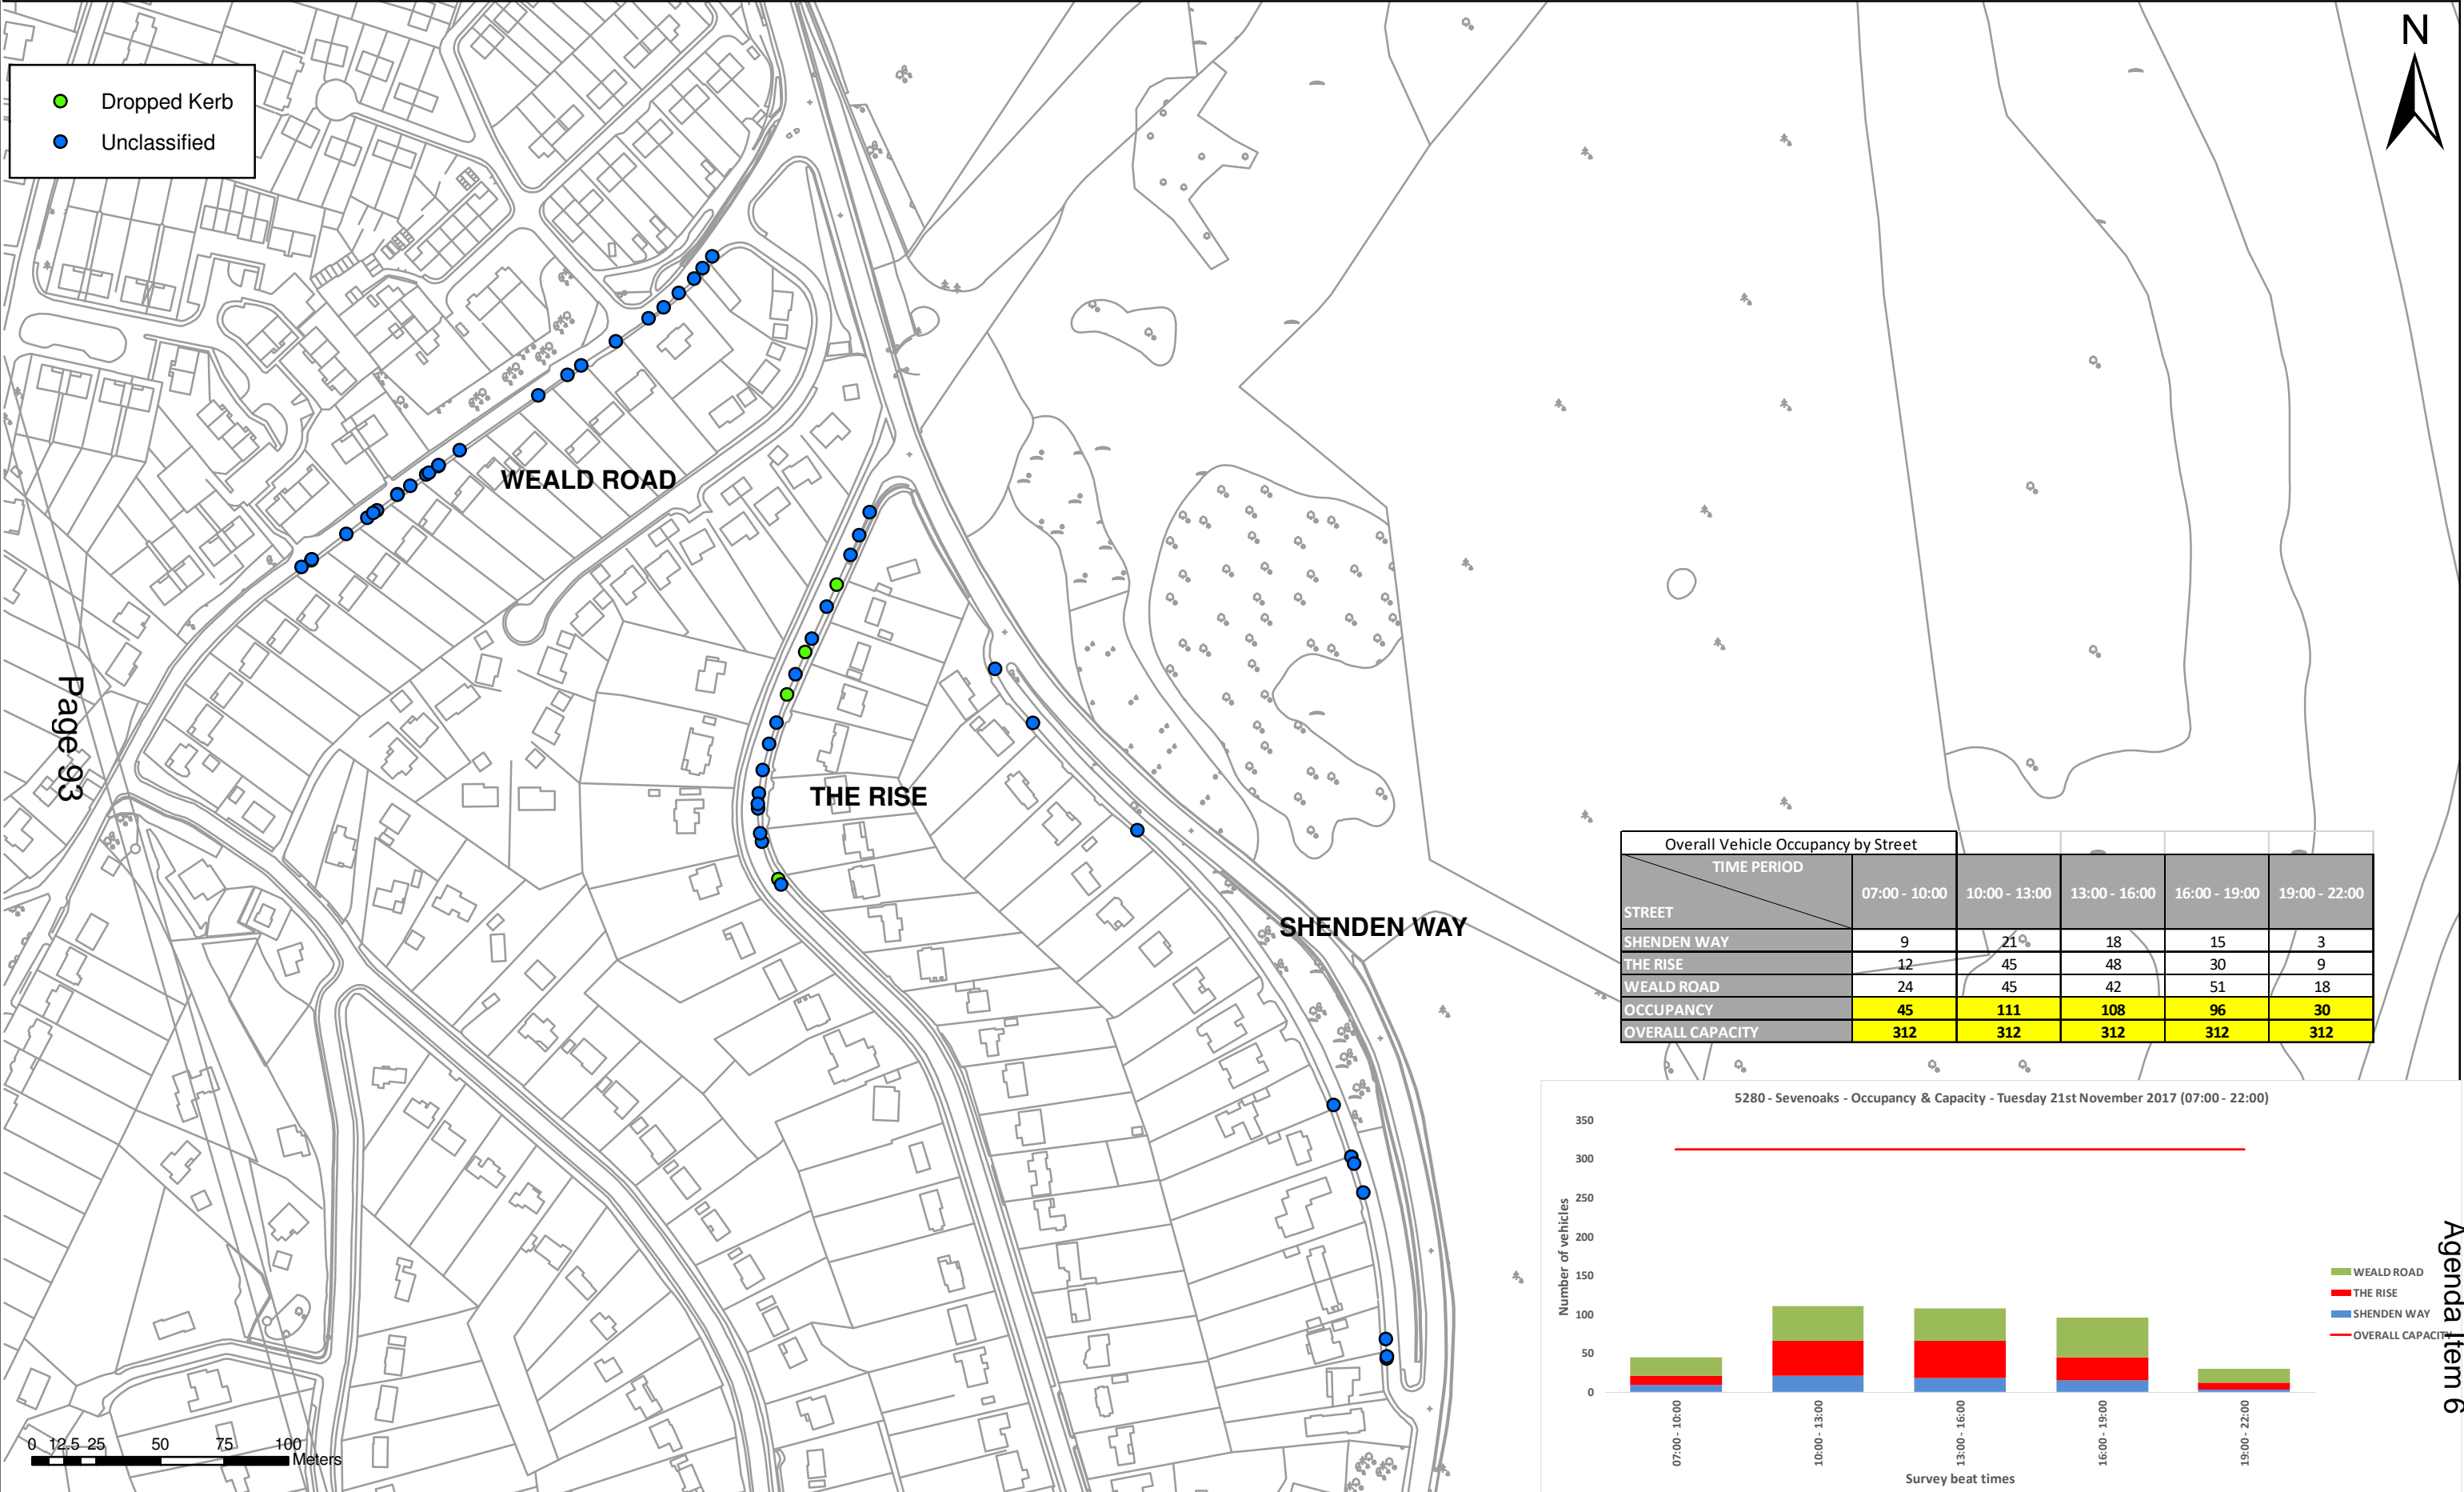 N
Dropped Kerb
Unclassified
WEALD ROAD
THE RISE
SHENDEN WAY
Page 93
Overall Vehicle Occupancy by Street
TIME PERIOD
STREET
07:00 - 10:00 10:00 - 13:00 13:00 - 16:00 16:00 - 19:00 19:00 - 22:00
SHENDEN WAY 9 21 18 15 3
THE RISE 12 45 48 30 9
WEALD ROAD 24 45 42 51 18
OCCUPANCY 45 111 108 96 30
OVERALL CAPACITY 312 312 312 312 312
5280 - Sevenoaks - Occupancy & Capacity - Tuesday 21st November 2017 (07:00 - 22:00)
Number of vehicles
350
300
250
200
150
100
50
0
07:00 - 10:00
10:00 - 13:00
13:00 - 16:00
16:00 - 19:00
19:00 - 22:00
Survey beat times
WEALD ROAD
THE RISE
SHENDEN WAY
OVERALL CAPACITY
Agenda Item 6
0 12.5 25 50 75 100
Meters